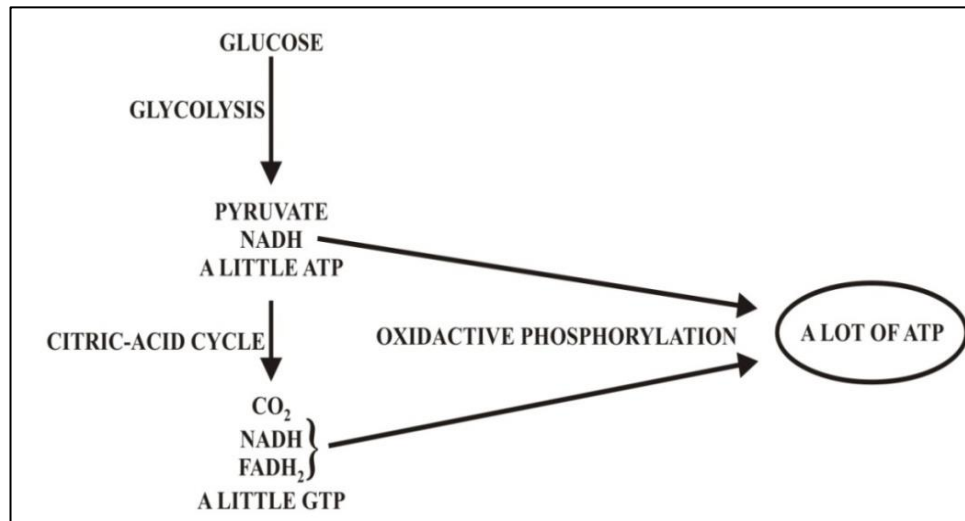 GLUCOSE
GLYCOLYSIS
PYRUVATE
NADH
A LITTLE ATP
CITRIC-ACID CYCLE
OXIDACTIVE PHOSPHORYLATION
A LOT OF ATP
CO₂
NADH
FADH₂
A LITTLE GTP